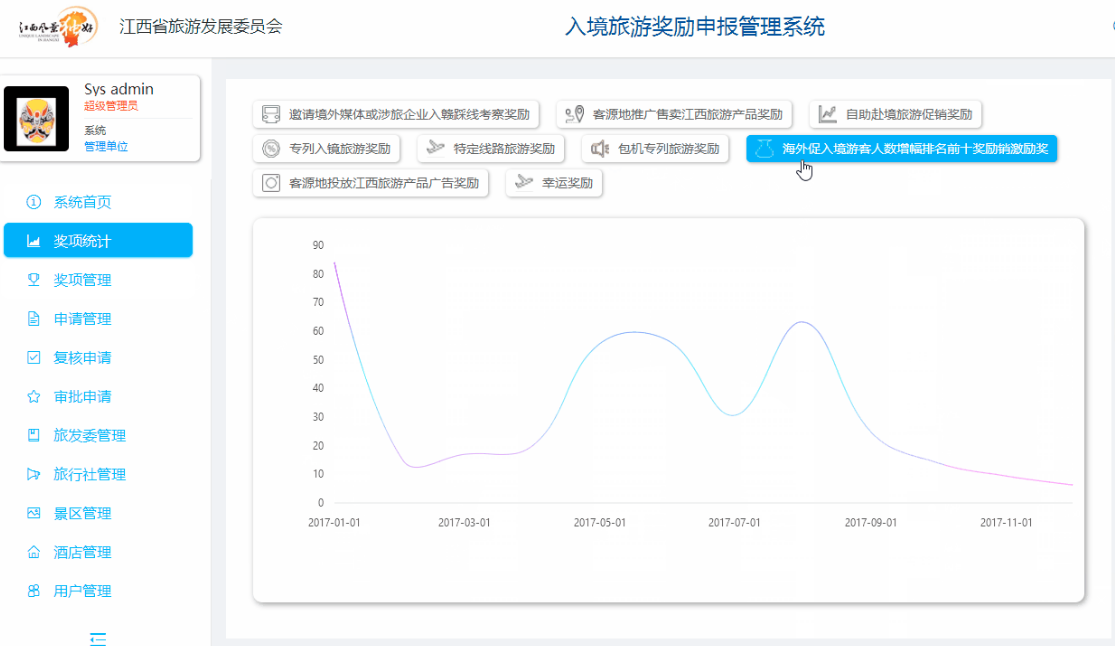 江西风景独好
江西省旅游发展委员会
入境旅游奖励申报管理系统
Sys admin
超级管理员
系统
管理单位
系统首页
奖项统计
奖项管理
申请管理
复核申请
审批申请
旅发委管理
旅行社管理
景区管理
酒店管理
用户管理
邀请境外媒体或涉旅企业入赣踩线考察奖励
客源地推广售卖江西旅游产品奖励
自助赴境旅游促销奖励
专列入镜旅游奖励
特定线路旅游奖励
包机专列旅游奖励
海外促入境游客人数增幅排名前十奖励销激励奖
客源地投放江西旅游产品广告奖励
幸运奖励
90
80
70
60
50
40
30
20
10
0
2017-01-01
2017-03-01
2017-05-01
2017-07-01
2017-09-01
2017-11-01